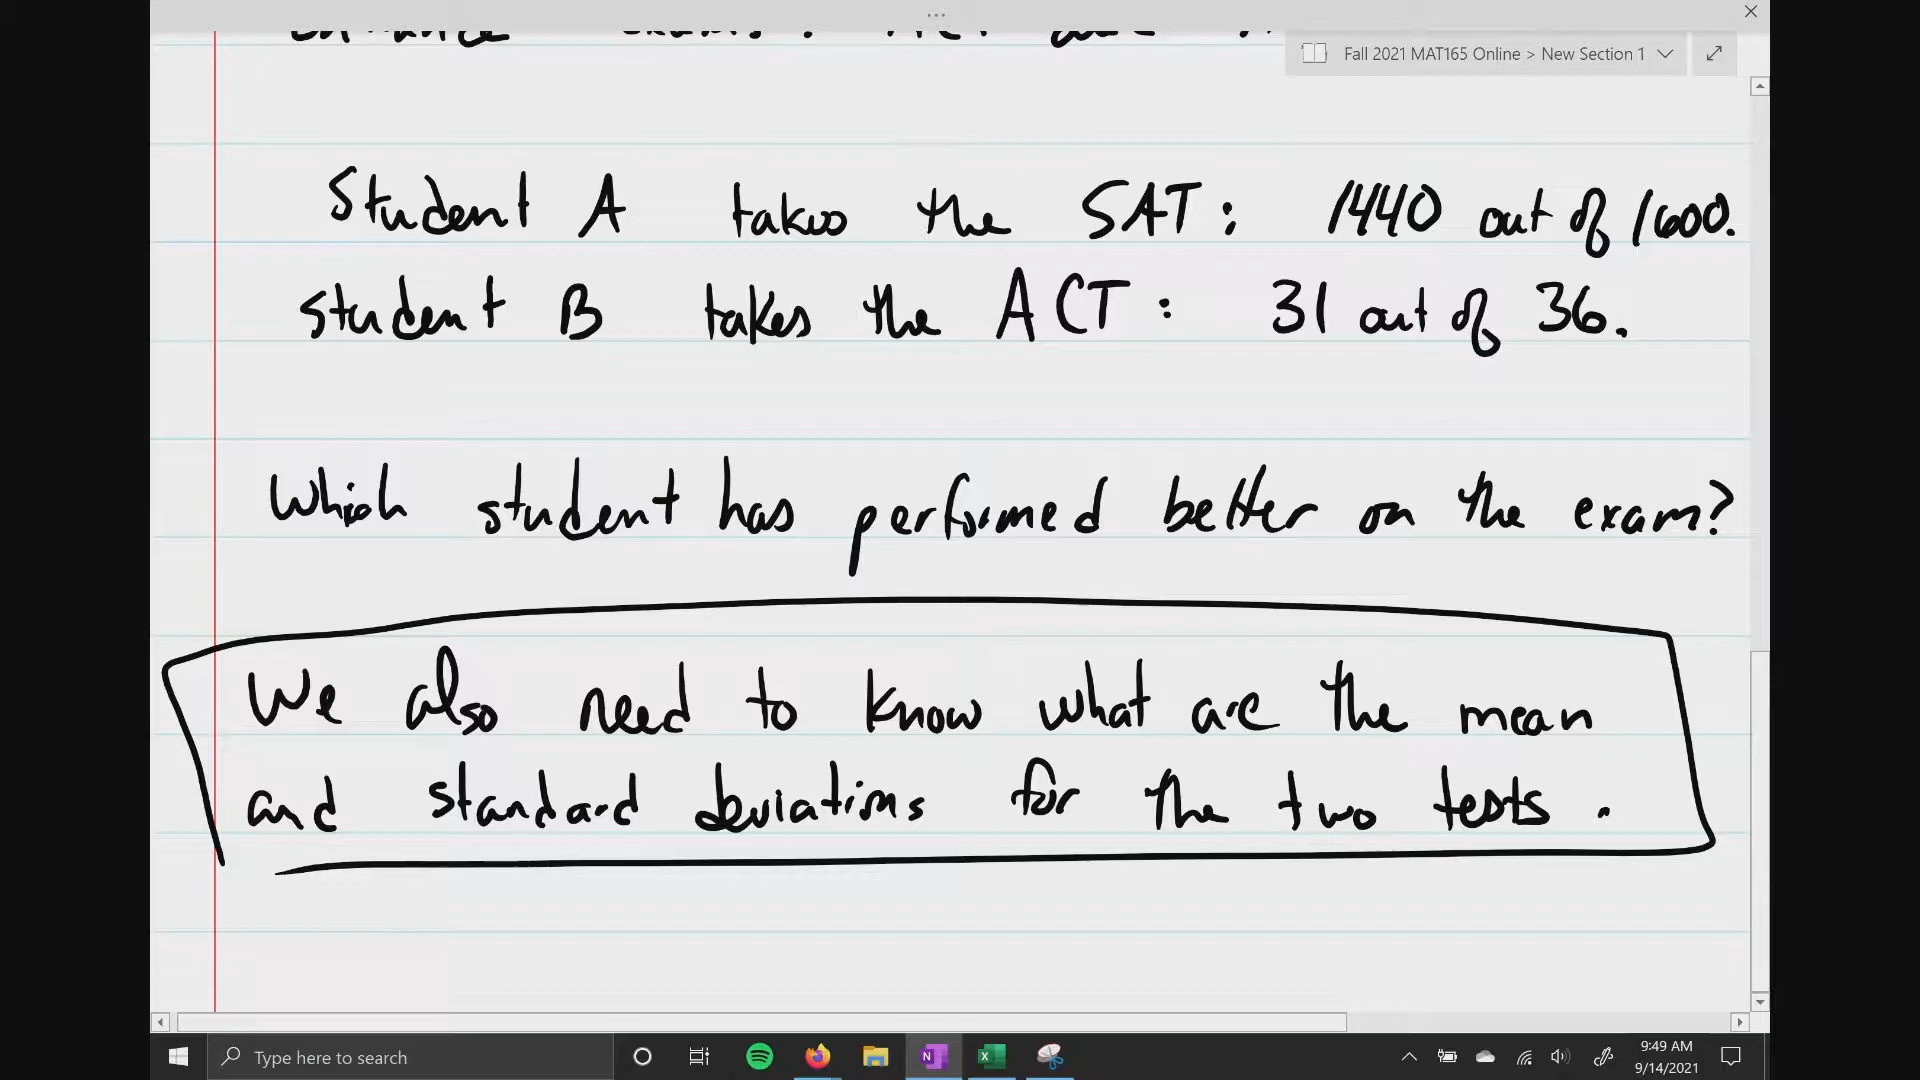 ...
Fall 2021 MAT165 Online > New Section 1
Student A takes the SAT: 1440 out of 1600.
Student B takes the ACT: 31 out of 36.
Which student has performed better on the exam?
We also need to know what are the mean
and standard deviations for the two tests.
Type here to search
9:49 AM
9/14/2021